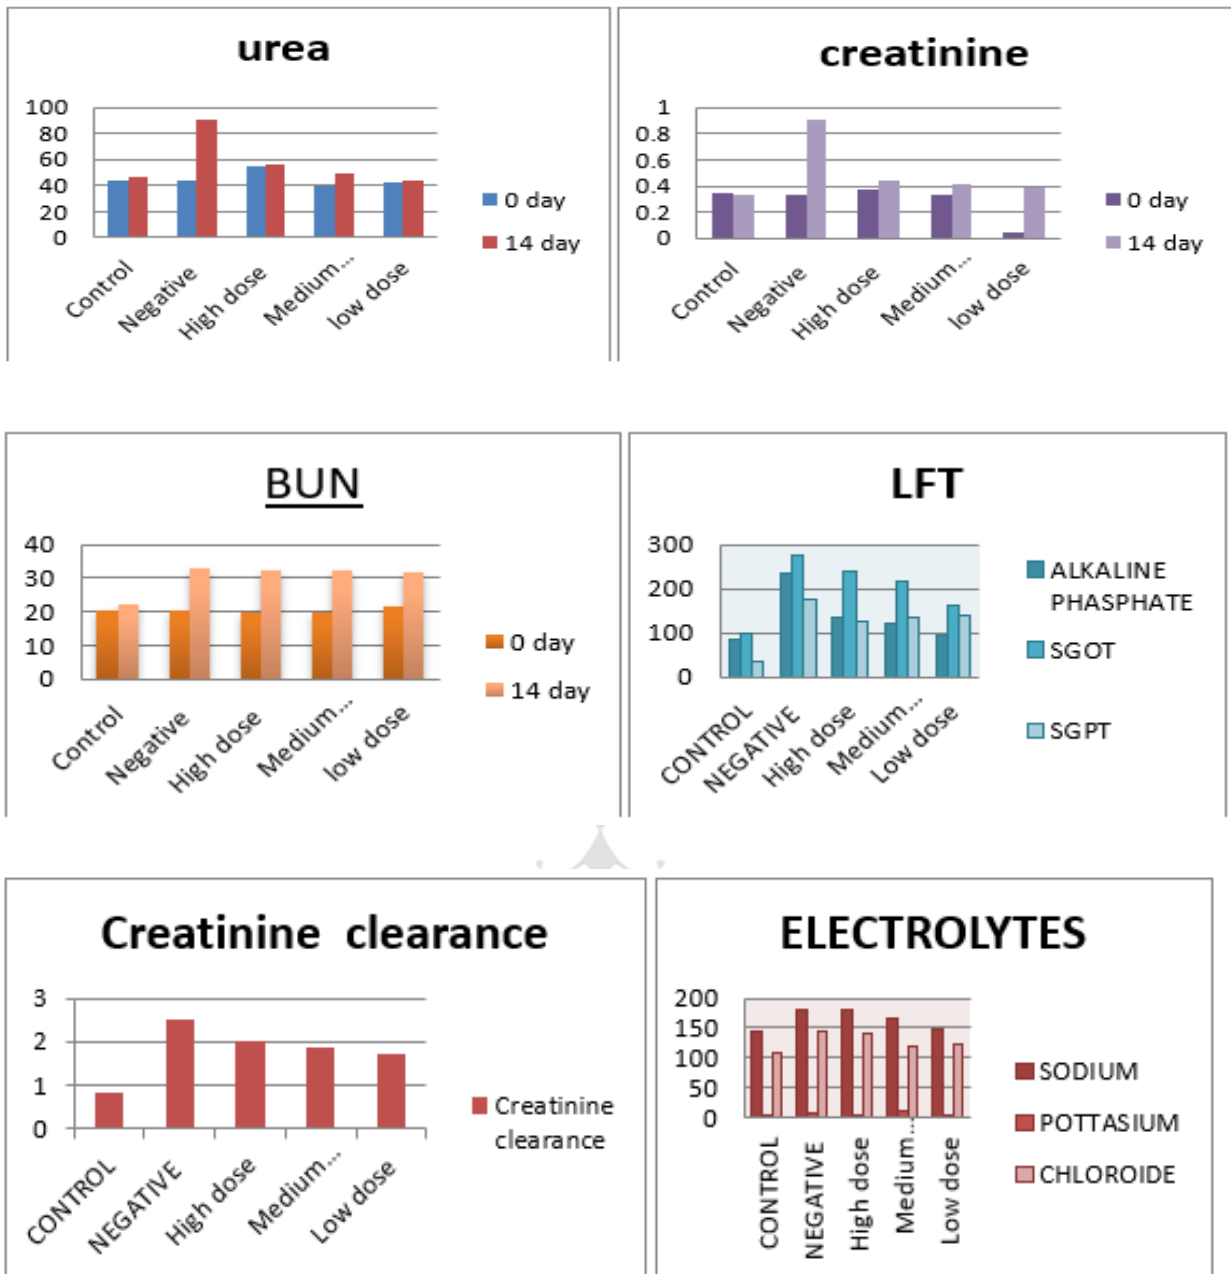 urea
100
80
60
40
20
0
Control
Negative
High dose
Medium...
low dose
0 day
14 day
creatinine
1
0.8
0.6
0.4
0.2
0
Control
Negative
High dose
Medium...
low dose
0 day
14 day
BUN
40
30
20
10
0
Control
Negative
High dose
Medium...
low dose
0 day
14 day
LFT
300
200
100
0
CONTROL
NEGATIVE
High dose
Medium...
Low dose
ALKALINE
PHASPHATE
SGOT
SGPT
Creatinine clearance
3
2
1
0
CONTROL
NEGATIVE
High dose
Medium...
Low dose
Creatinine
clearance
ELECTROLYTES
200
150
100
50
0
CONTROL
NEGATIVE
High dose
Medium...
Low dose
SODIUM
POTTASIUM
CHLOROIDE